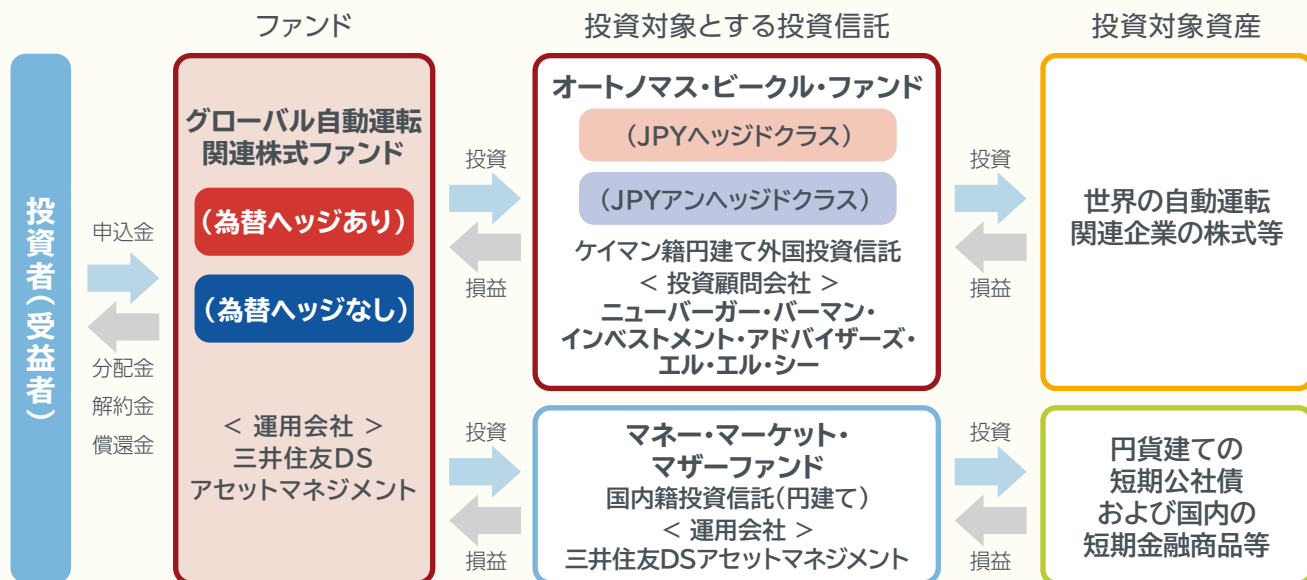 ファンド
投資対象とする投資信託
投資対象資産
投資者(受益者)
申込金
分配金
解約金
償還金
グローバル自動運転
関連株式ファンド
(為替ヘッジあり)
(為替ヘッジなし)
< 運用会社 >
三井住友DS
アセットマネジメント
投資
損益
オートノマス・ビークル・ファンド
(JPYヘッジドクラス)
(JPYアンヘッジドクラス)
ケイマン籍円建て外国投資信託
< 投資顧問会社 >
ニューバーガー・バーマン・
インベストメント・アドバイザーズ・
エル・エル・シー
投資
損益
世界の自動運転
関連企業の株式等
投資
損益
マネー・マーケット・
マザーファンド
国内籍投資信託(円建て)
< 運用会社 >
三井住友DSアセットマネジメント
投資
損益
円貨建ての
短期公社債
および国内の
短期金融商品等